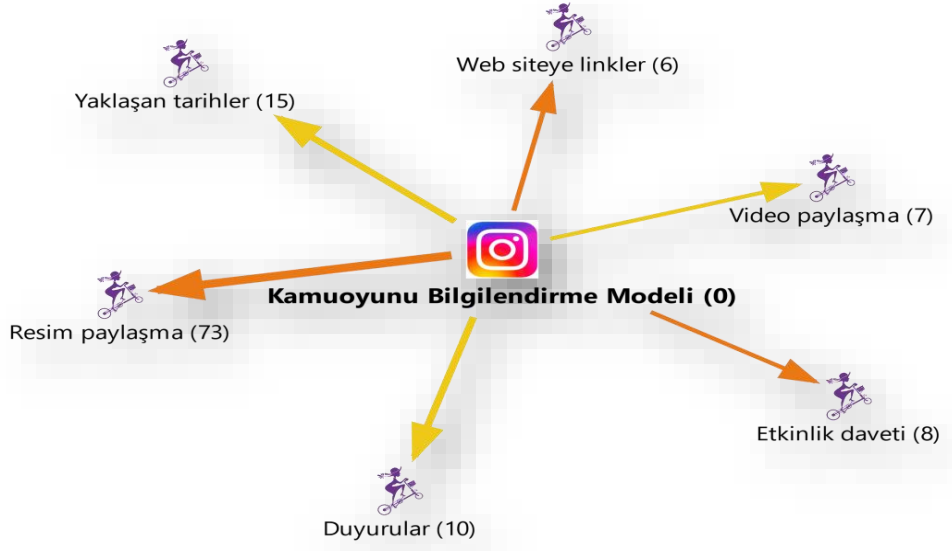 Web siteye linkler (6)
Yaklaşan tarihler (15)
Video paylaşma (7)
Kamuoyunu Bilgilendirme Modeli (0)
Resim paylaşma (73)
Etkinlik daveti (8)
Duyurular (10)